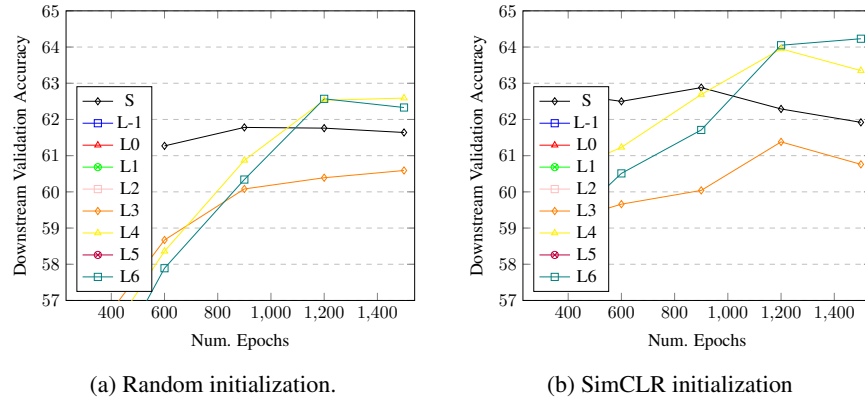 65
64
63
62
61
60
59
58
57
Downstream Validation Accuracy
S
L-1
L0
L1
L2
L3
L4
L5
L6
400 600 800 1,000 1,200 1,400
Num. Epochs
(a) Random initialization.
65
64
63
62
61
60
59
58
57
Downstream Validation Accuracy
S
L-1
L0
L1
L2
L3
L4
L5
L6
400 600 800 1,000 1,200 1,400
Num. Epochs
(b) SimCLR initialization